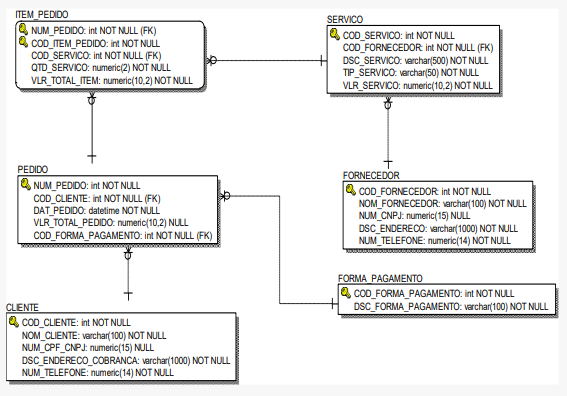 ITEM_PEDIDO
NUM_PEDIDO: int NOT NULL (FK)
COD_ITEM_PEDIDO: int NOT NULL
COD_SERVICO: int NOT NULL (FK)
QTD_SERVICO: numeric(2) NOT NULL
VLR_TOTAL_ITEM: numeric(10,2) NOT NULL
SERVICO
COD_SERVICO: int NOT NULL
COD_FORNECEDOR: int NOT NULL (FK)
DSC_SERVICO: varchar(500) NOT NULL
TIP_SERVICO: varchar(50) NOT NULL
VLR_SERVICO: numeric(10,2) NOT NULL
PEDIDO
NUM_PEDIDO: int NOT NULL
COD_CLIENTE: int NOT NULL (FK)
DAT_PEDIDO: datetime NOT NULL
VLR_TOTAL_PEDIDO: numeric(10,2) NULL
COD_FORMA_PAGAMENTO: int NOT NULL (FK)
FORNECEDOR
COD_FORNECEDOR: int NOT NULL
NOM_FORNECEDOR: varchar(100) NOT NULL
NUM_CNPJ: numeric(15) NULL
DSC_ENDERECO: varchar(1000) NOT NULL
NUM_TELEFONE: numeric(14) NOT NULL
FORMA_PAGAMENTO
COD_FORMA_PAGAMENTO: int NOT NULL
DSC_FORMA_PAGAMENTO: varchar(100) NOT NULL
CLIENTE
COD_CLIENTE: int NOT NULL
NOM_CLIENTE: varchar(100) NOT NULL
NUM_CPF_CNPJ: numeric(15) NOT NULL
DSC_ENDERECO_COBRANCA: varchar(1000) NOT NULL
NUM_TELEFONE: numeric(14) NOT NULL